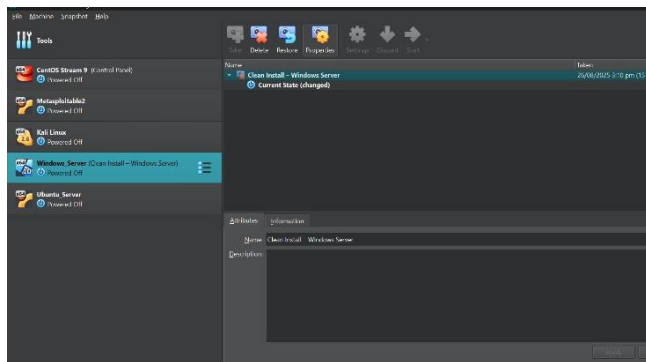 File Machine Snapshot Help
Tools
Take Delete Restore Properties Settings Discard Start
Name Taken
Clean Install – Windows Server 26/08/2025 3:10 pm (15
Current State (changed)
CentOS Stream 9 (Control Panel)
Powered Off
Metasploitable2
Powered Off
Kali Linux
Powered Off
Windows_Server (Clean Install – Windows Server)
Powered Off
Ubuntu_Server
Powered Off
Attributes Information
Name: Clean Install Windows Server
Description: